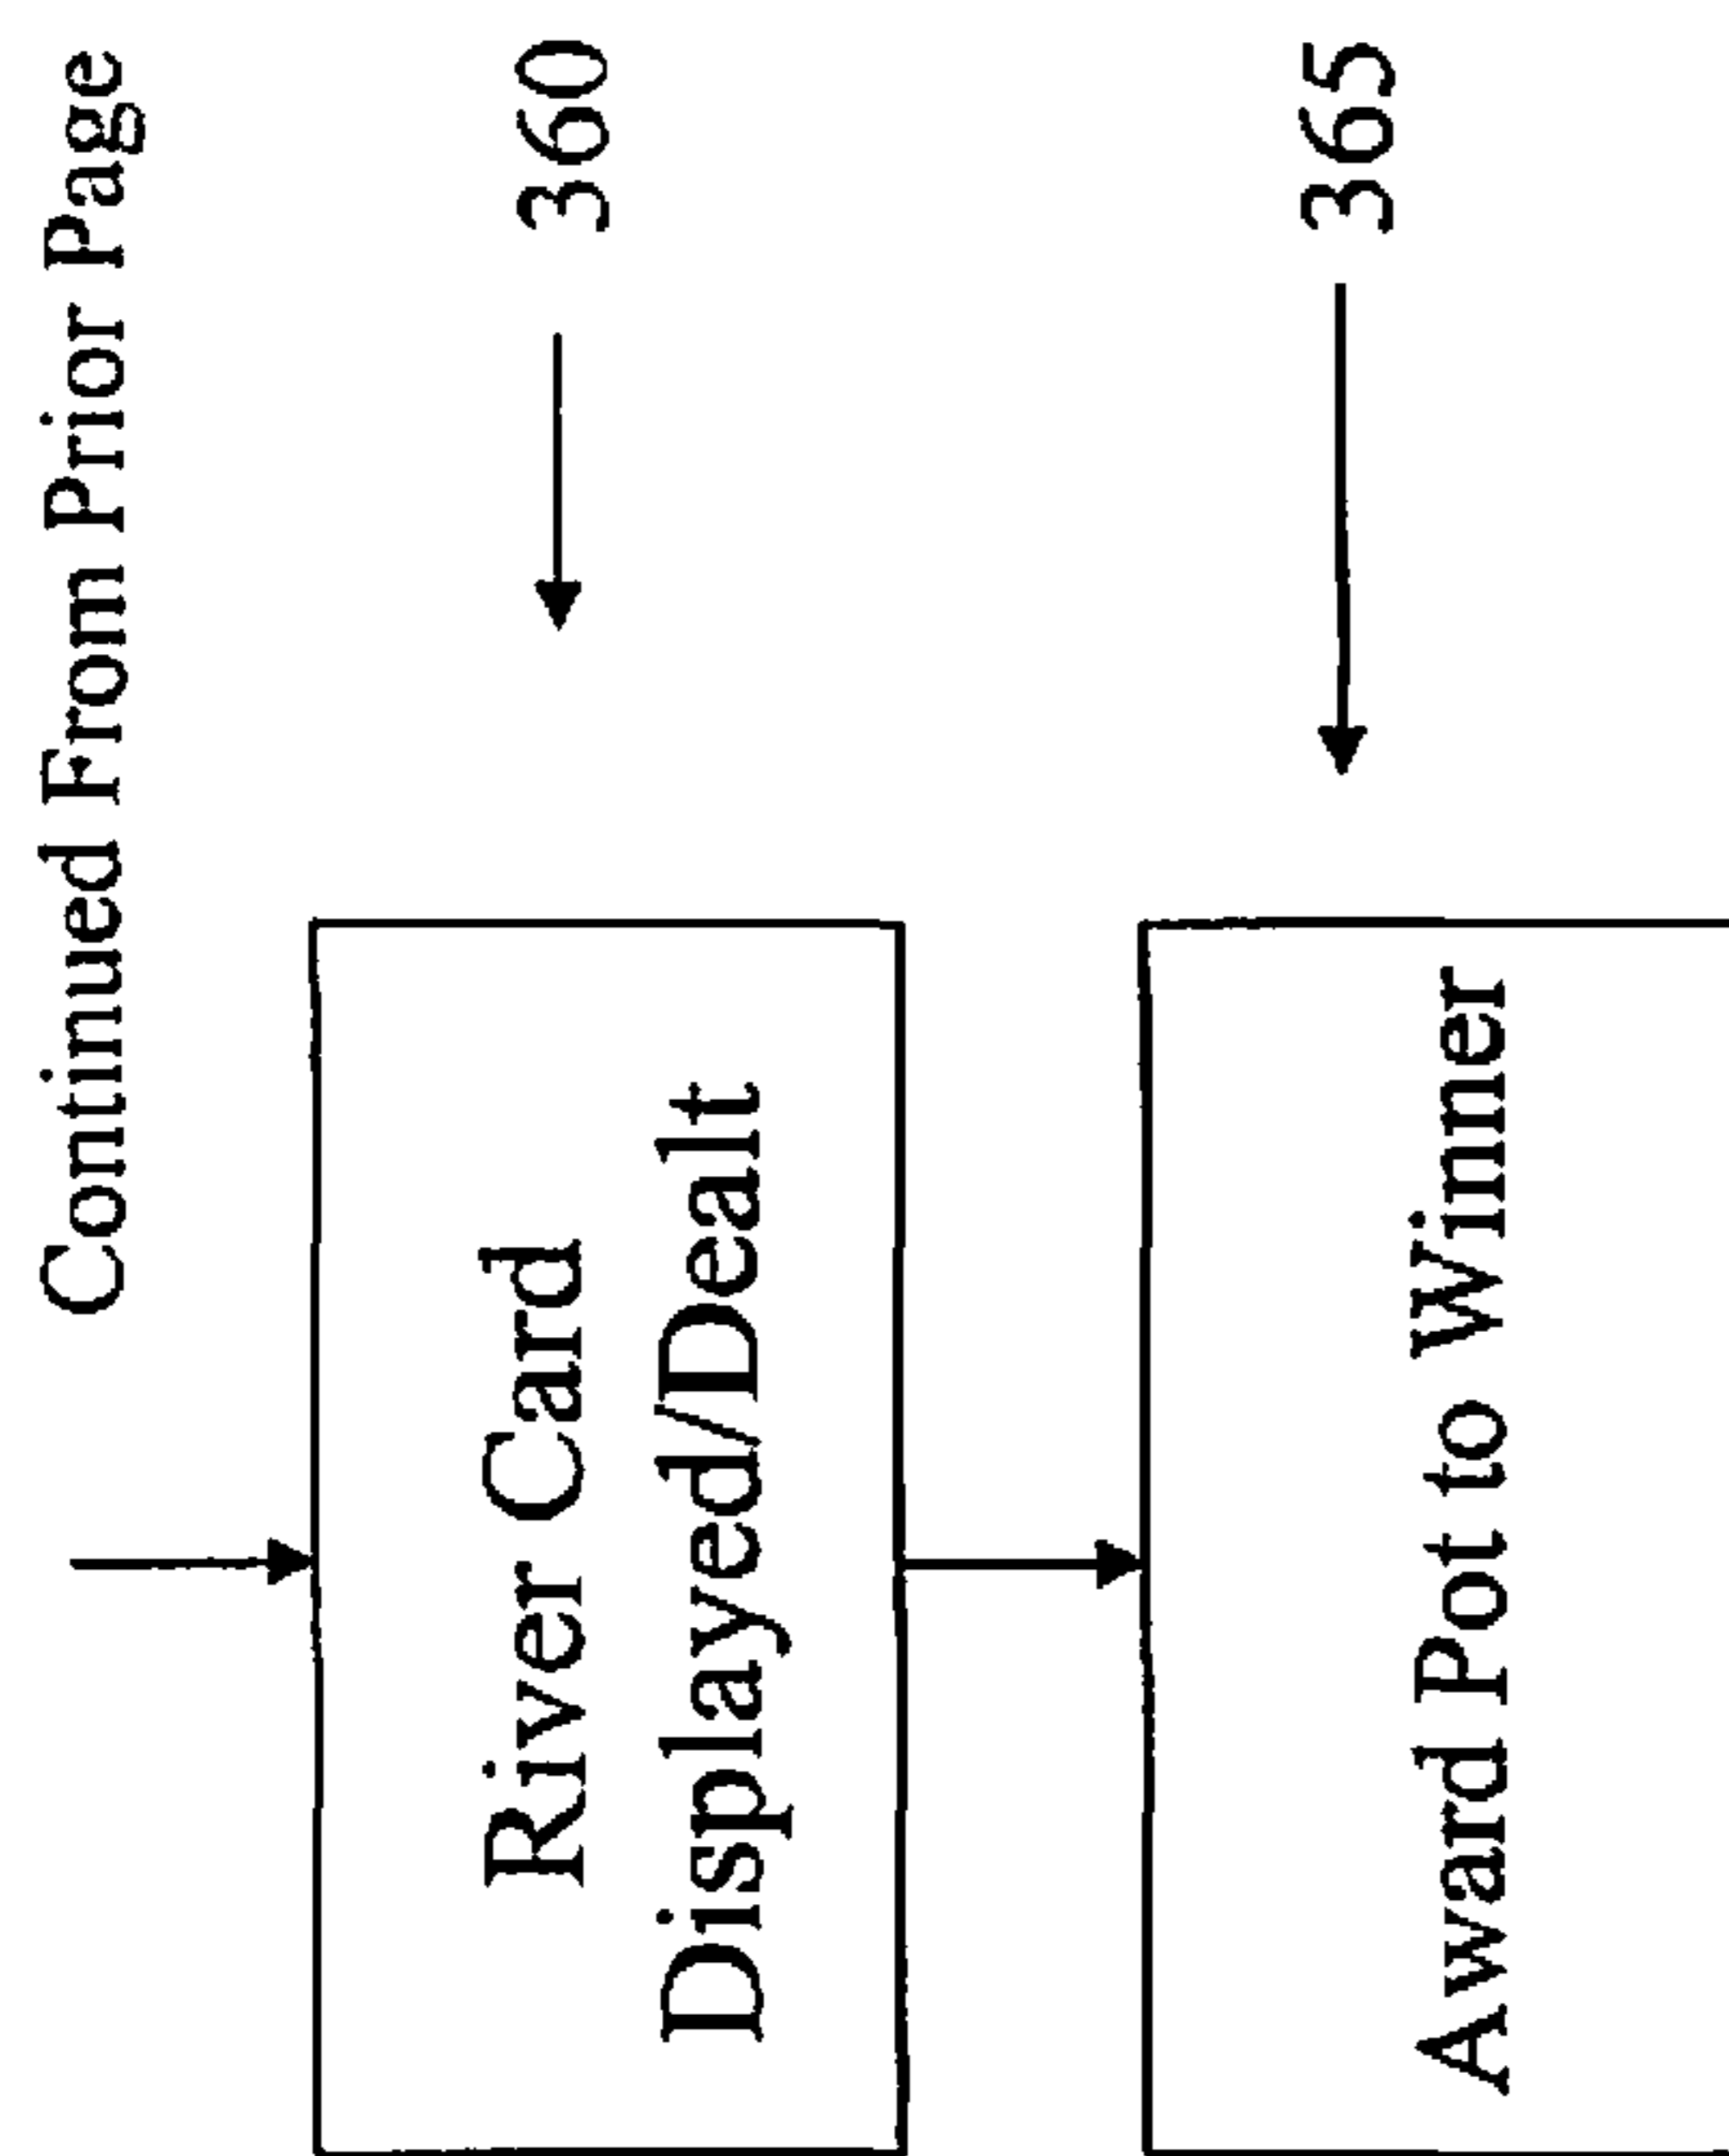 Continued From Prior Page
River Card
Displayed/Dealt
360
Award Pot to winner
365